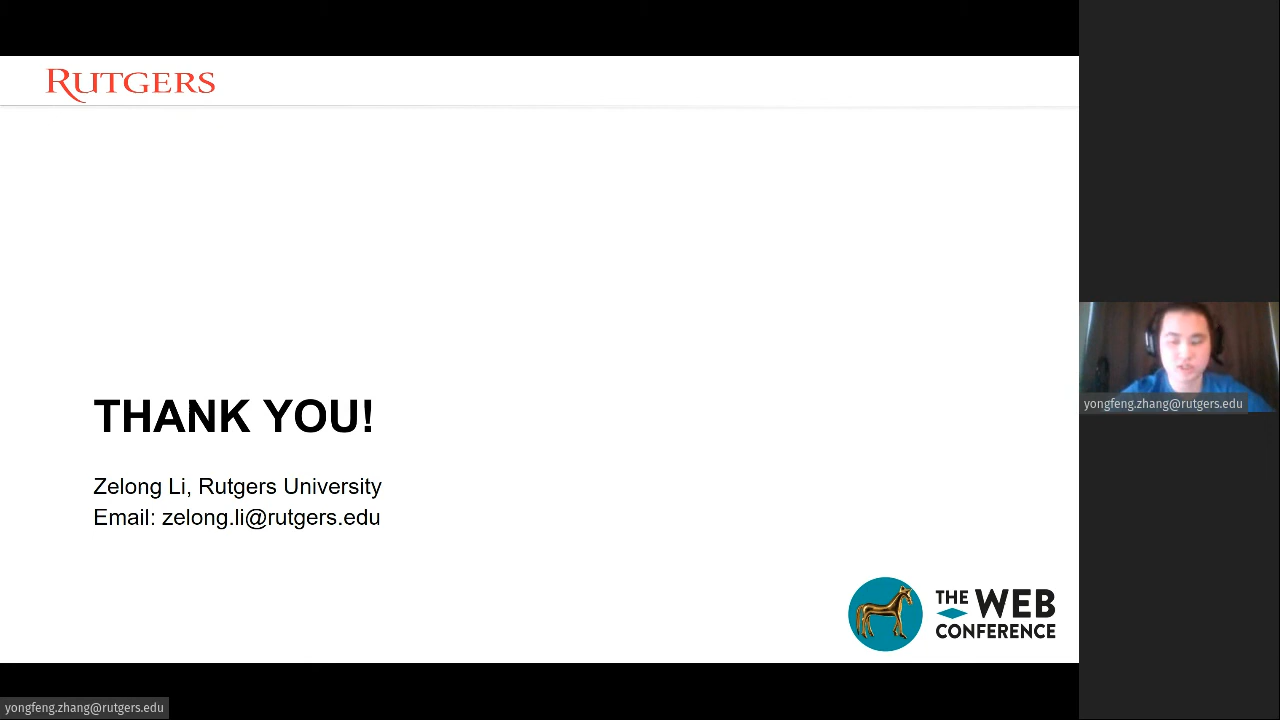 RUTGERS
THANK YOU!
Zelong Li, Rutgers University
Email: zelong.li@rutgers.edu
THE WEB
CONFERENCE
yongfeng.zhang@rutgers.edu
yongfeng.zhang@rutgers.edu